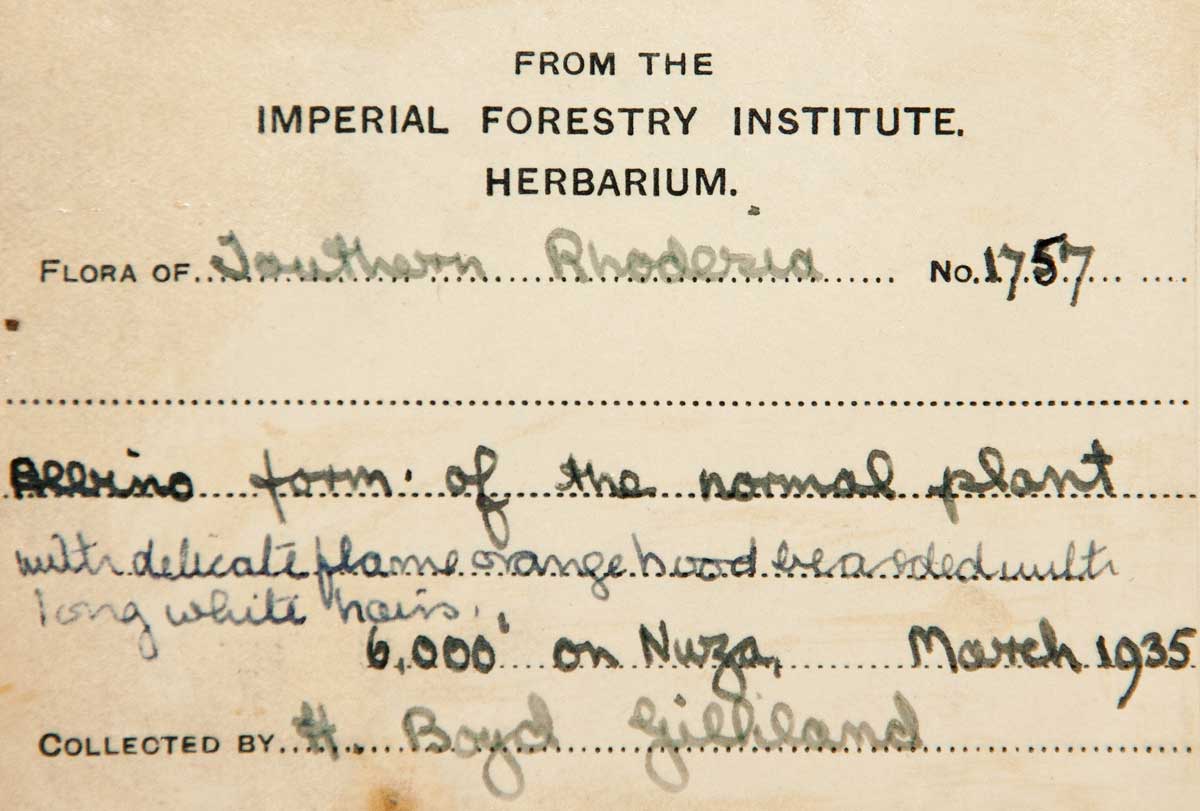 FROM THE
IMPERIAL FORESTRY INSTITUTE.
HERBARIUM.
FLORA OF Southern Rhodesia No. 1757
Albino form of the normal plant
with delicate flame orange hood bearded with
long white hairs.
6,000' on Nuza, March 1935
COLLECTED BY H. Boyd Gilliland